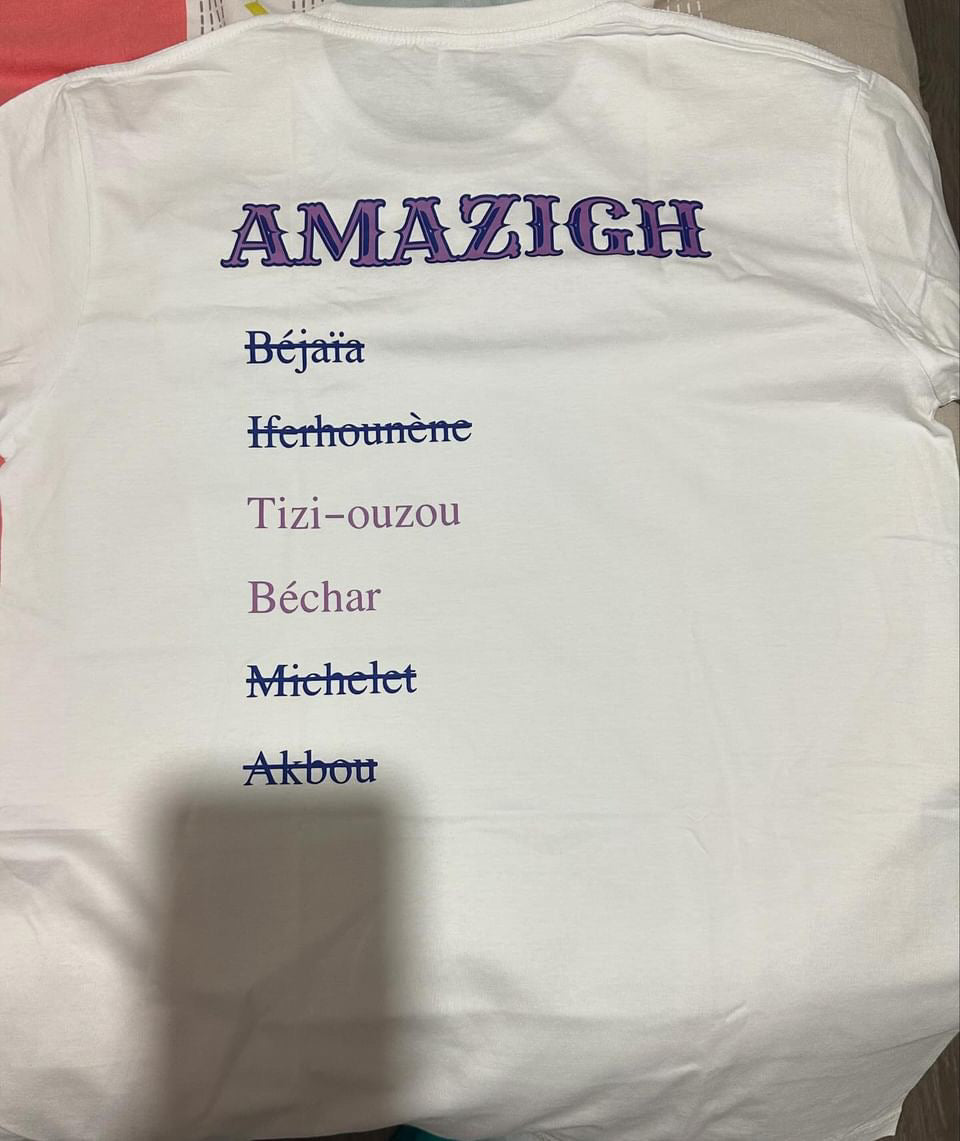 AMAZIGH
Béjaïa
Iferhounène
Tizi-ouzou
Béchar
Michelet
Akbou